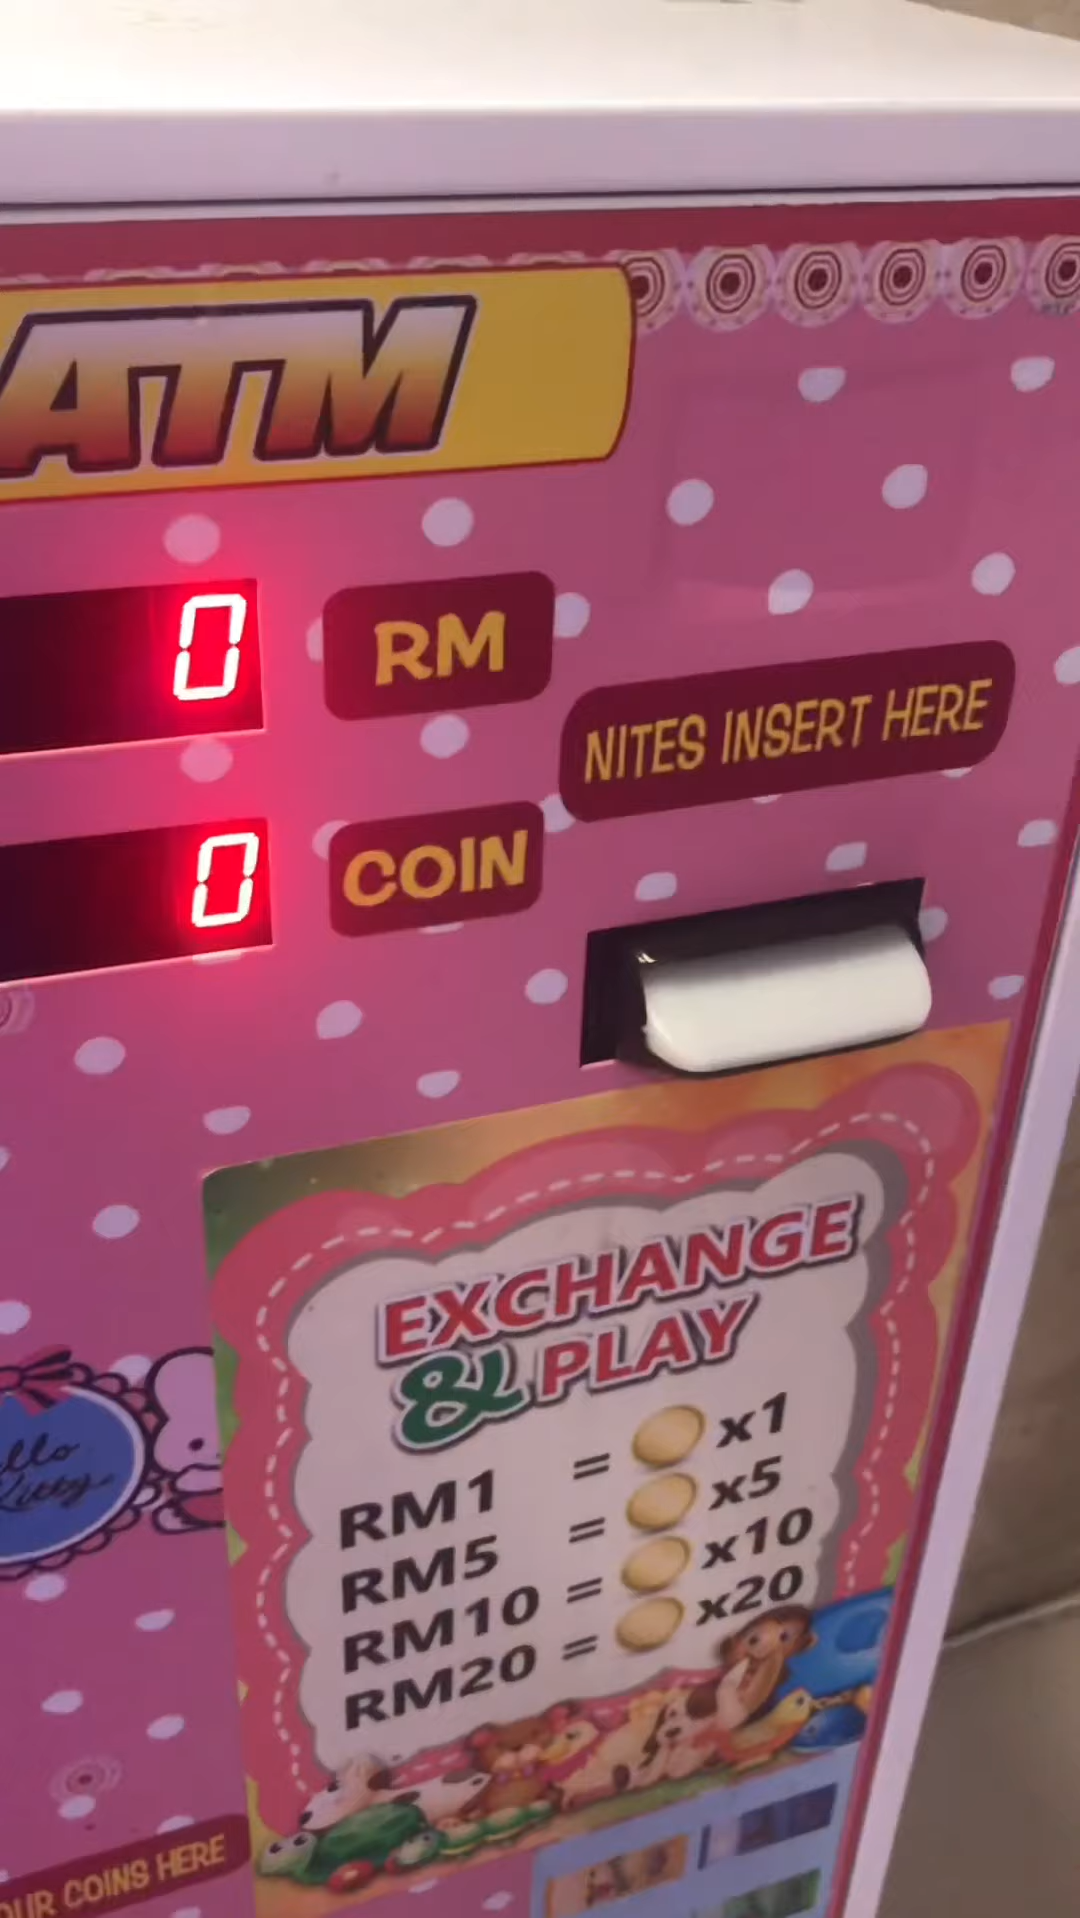 ATM
0 RM
NITES INSERT HERE
0 COIN
EXCHANGE
& PLAY
RM1 = x1
RM5 = x5
RM10 = x10
RM20 = x20
Kitty
COINS HERE